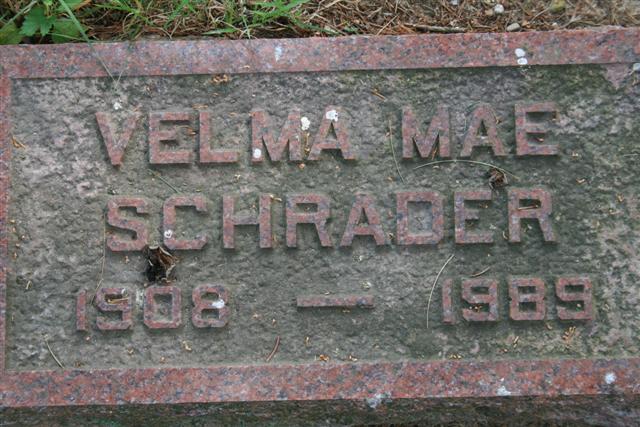 VELMA MAE
SCHRADER
1908 — 1989